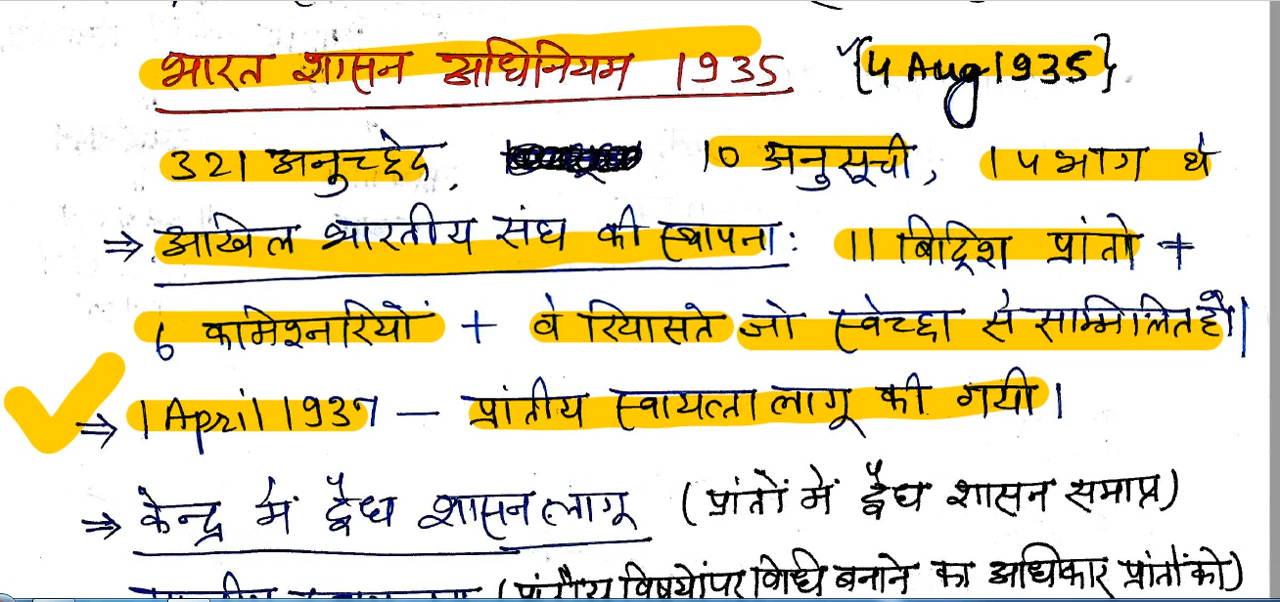 भारत शासन अधिनियम 1935 {4 Aug 1935}
321 अनुच्छेद, 10 अनुसूची, 14 भाग थे
⇒ अखिल भारतीय संघ की स्थापना: 11 ब्रिटिश प्रांतो +
6 कमिश्नरियों + वे रियासते जो स्वेच्छा से सम्मिलित हो।
⇒ 1 April 1937 — प्रांतीय स्वायत्ता लागू की गयी।
⇒ केन्द्र में द्वैध शासन लागू (प्रांतों में द्वैध शासन समाप्त)
(प्रांतीय विषयों पर विधि बनाने का अधिकार प्रांतों को)